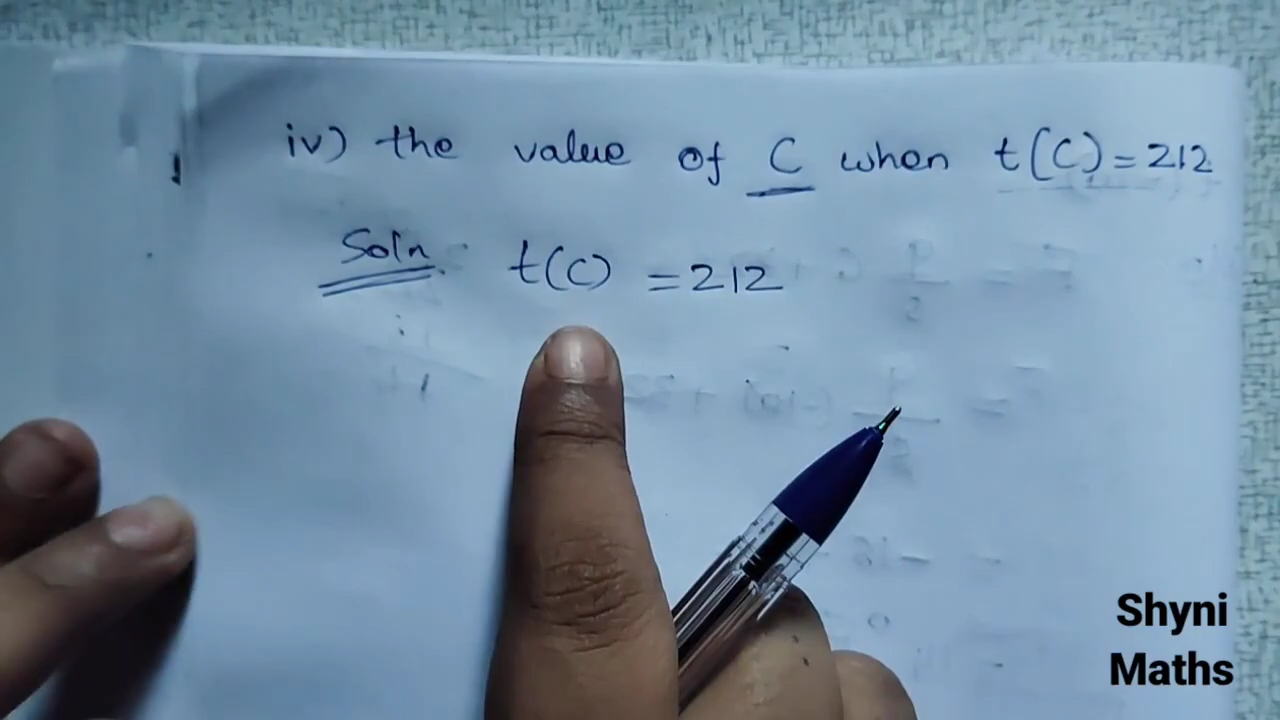 iv) the value of C when t(C)=212
Soln t(C) =212
Shyni
Maths